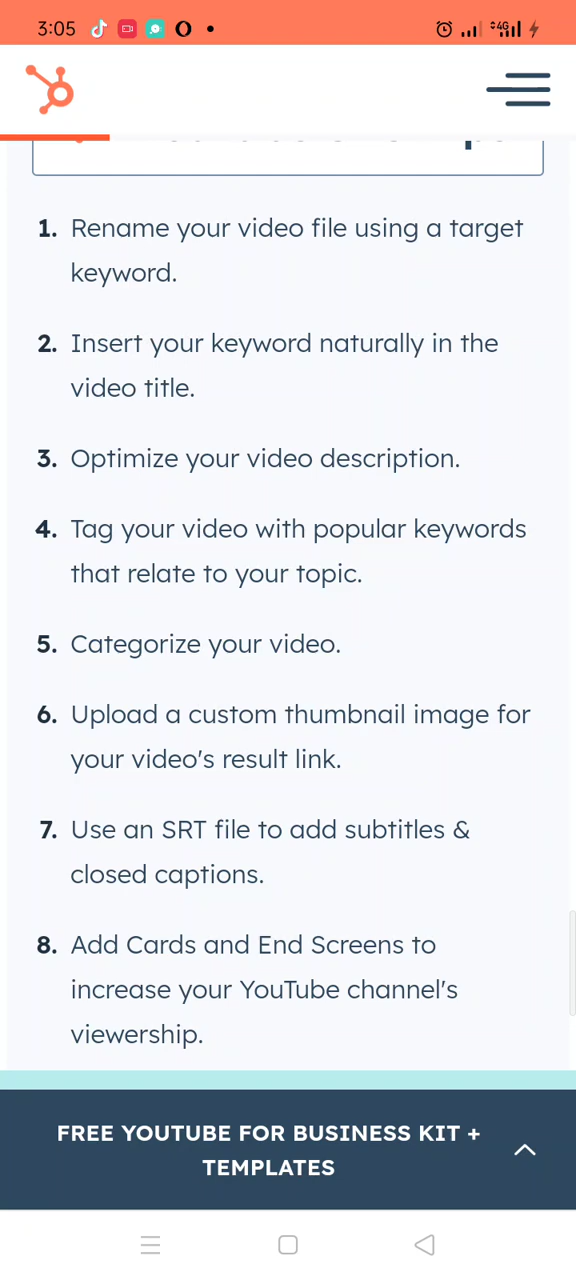 3:05
4G
1. Rename your video file using a target
keyword.
2. Insert your keyword naturally in the
video title.
3. Optimize your video description.
4. Tag your video with popular keywords
that relate to your topic.
5. Categorize your video.
6. Upload a custom thumbnail image for
your video's result link.
7. Use an SRT file to add subtitles &
closed captions.
8. Add Cards and End Screens to
increase your YouTube channel's
viewership.
FREE YOUTUBE FOR BUSINESS KIT +
TEMPLATES